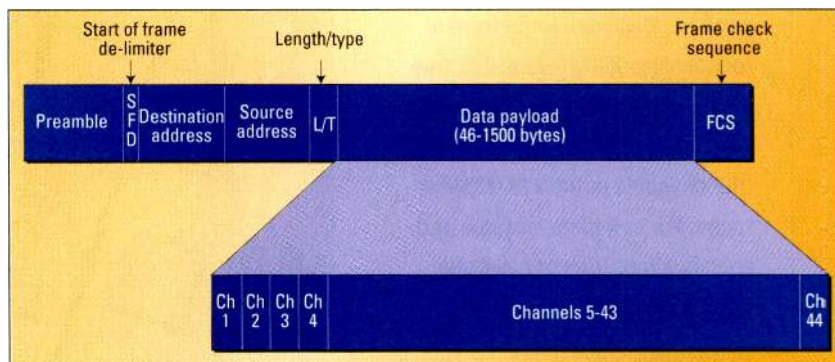 Start of frame
de-limiter
Length/type
Frame check
sequence
Preamble
S
F
D
Destination
address
Source
address
L/T
Data payload
(46-1500 bytes)
FCS
Ch
1
Ch
2
Ch
3
Ch
4
Channels 5-43
Ch
44